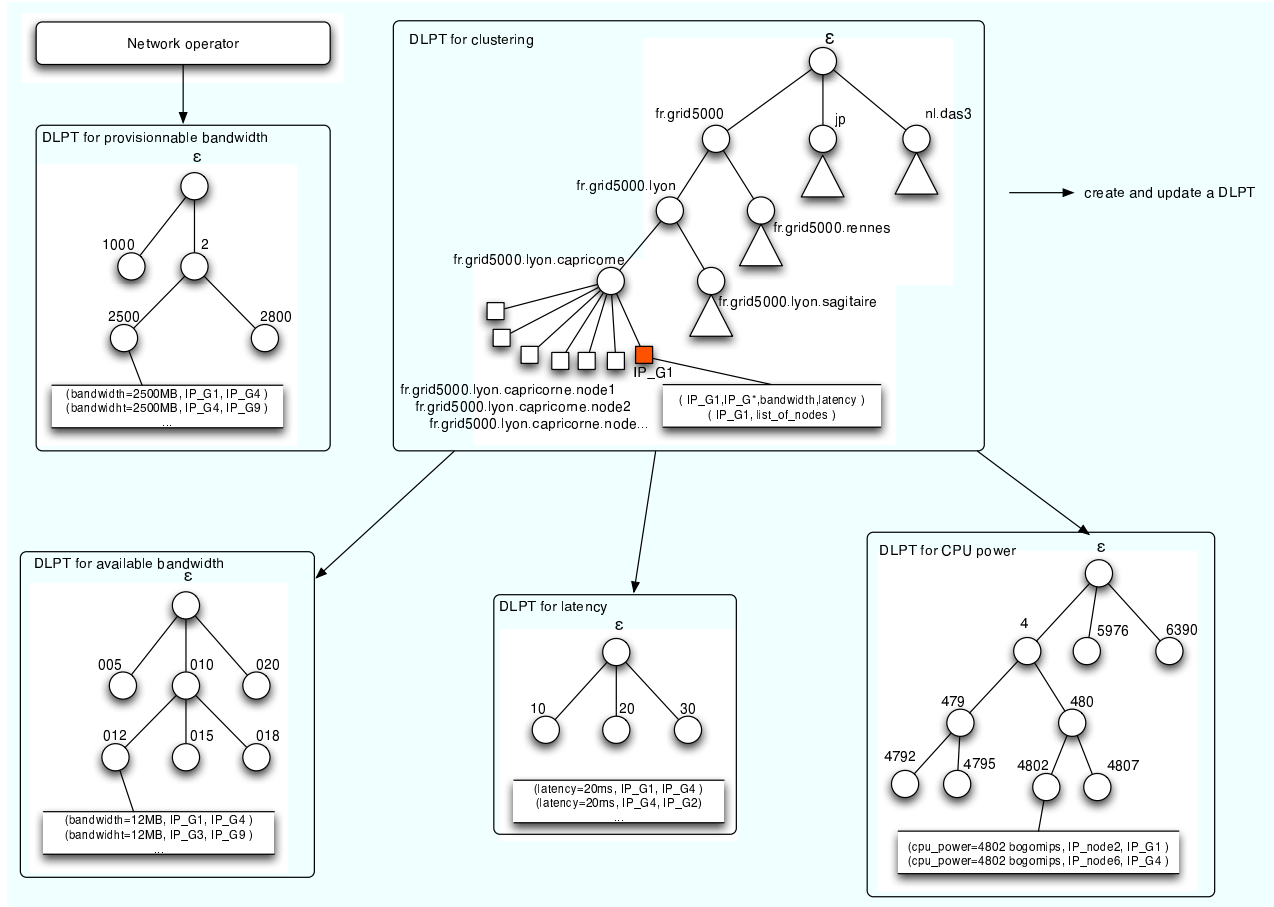 Network operator
DLPT for provisionnable bandwidth
ε
1000
2
2500
2800
(bandwidth=2500MB, IP_G1, IP_G4 )
(bandwidht=2500MB, IP_G4, IP_G9 )
...
DLPT for clustering
ε
fr.grid5000
jp
nl.das3
fr.grid5000.lyon
fr.grid5000.rennes
fr.grid5000.lyon.capricorne
fr.grid5000.lyon.sagitaire
IP_G1
fr.grid5000.lyon.capricorne.node1
fr.grid5000.lyon.capricorne.node2
fr.grid5000.lyon.capricorne.node...
( IP_G1,IP_G*,bandwidth,latency )
( IP_G1, list_of_nodes )
create and update a DLPT
DLPT for available bandwidth
ε
005
010
020
012
015
018
(bandwidth=12MB, IP_G1, IP_G4 )
(bandwidht=12MB, IP_G3, IP_G9 )
...
DLPT for latency
ε
10
20
30
(latency=20ms, IP_G1, IP_G4 )
(latency=20ms, IP_G4, IP_G2)
...
DLPT for CPU power
ε
4
5976
6390
479
480
4792
4795
4802
4807
(cpu_power=4802 bogomips, IP_node2, IP_G1 )
(cpu_power=4802 bogomips, IP_node6, IP_G4 )